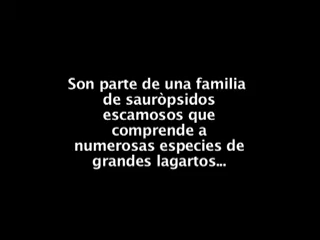 Son parte de una familia
de sauròpsidos
escamosos que
comprende a
numerosas especies de
grandes lagartos...